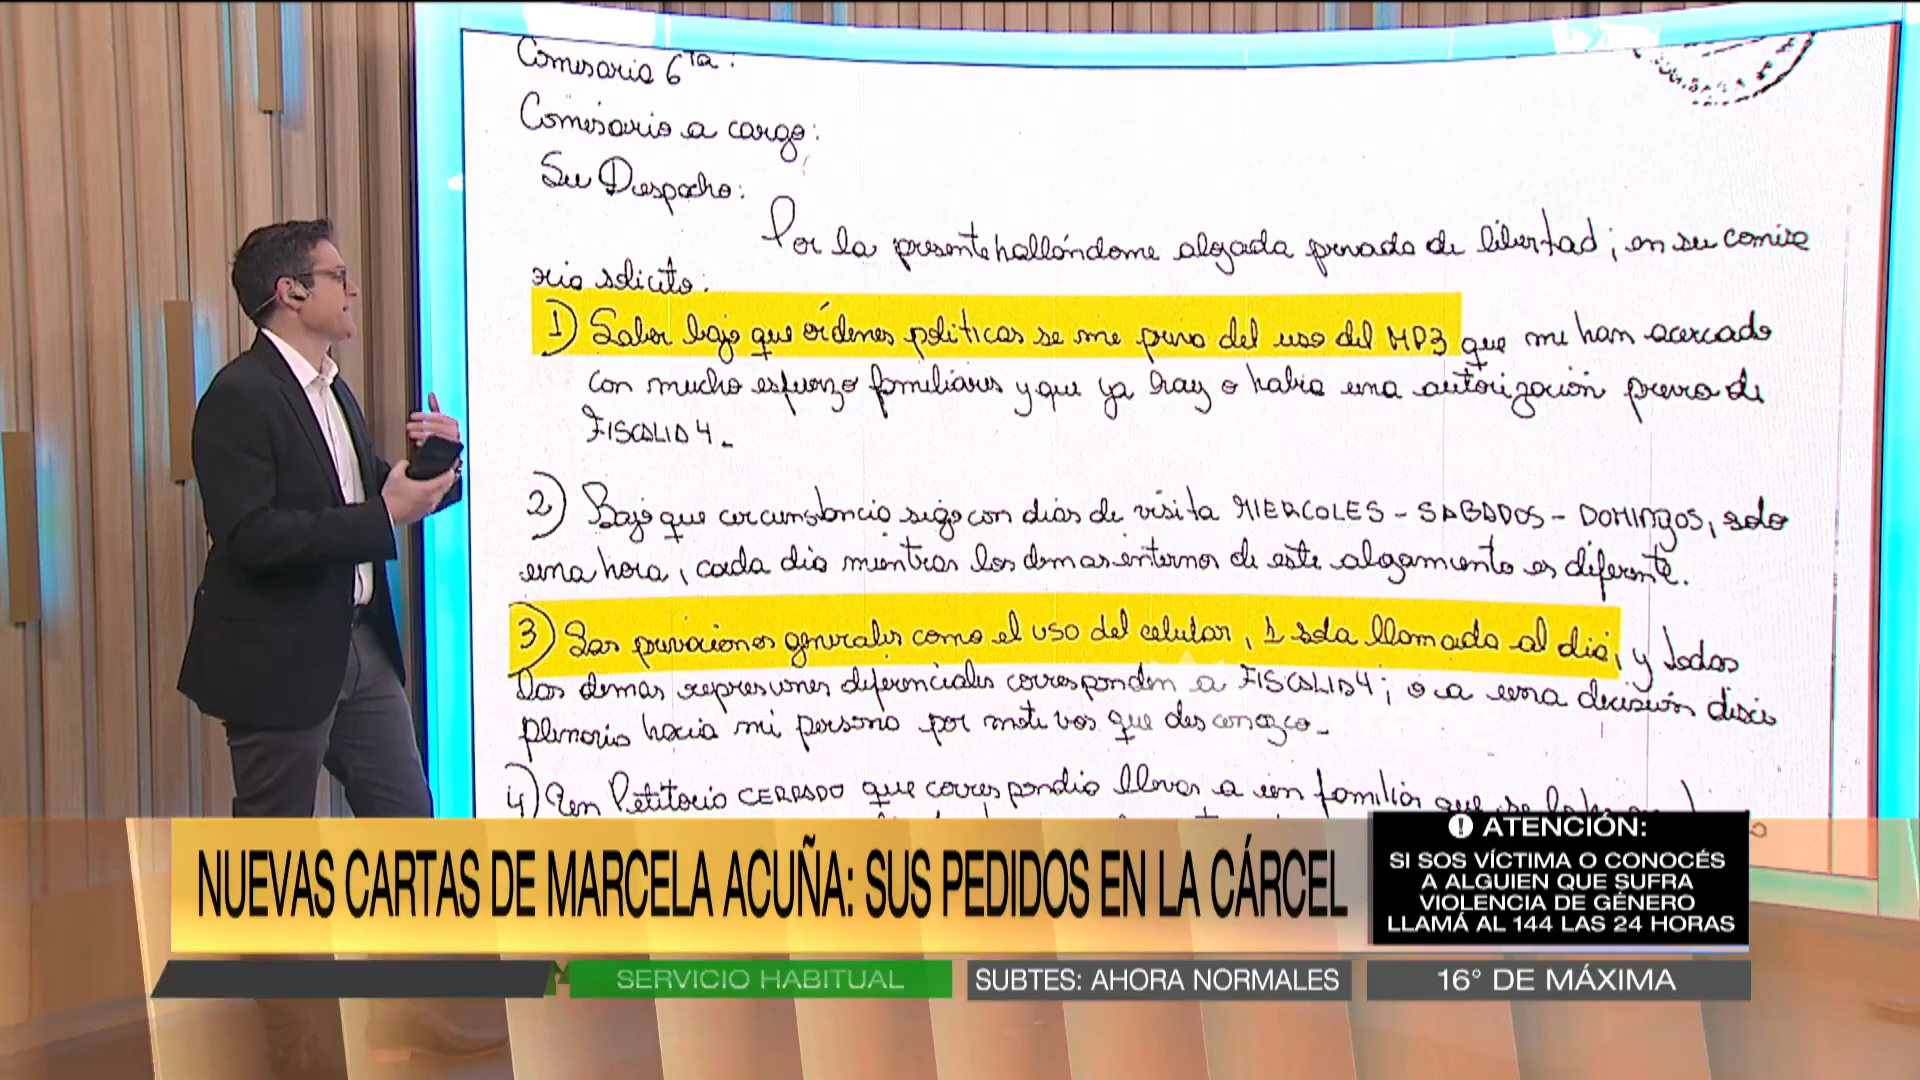 Comisaria 6ta:
Comisario a cargo:
Su Despacho:
Por la presente hallándome alojada privada de libertad; en su comisa
ria solicito:
1) Saber bajo que órdenes politicas se me priva del uso del MP3 que me han acercado
con mucho esfuerzo familiares y que ya hay o habia una autorización previa de
FISCALIA 4.
2) Bajo que circunstancia sigo con dias de visita MIERCOLES - SABADOS - DOMINGOS, solo
una hora, cada dia mientras los demas internos de este alojamiento es diferente.
3) Las privaciones generales como el uso del celular, 1 sola llamada al dia, y todas
las demas represiones diferenciales corresponden a FISCALIA 4; o a una decisión disci
plinaria hacia mi persona por motivos que desconozco.
4) Un Petitorio CERRADO que correspondia llevar a un familiar que se
NUEVAS CARTAS DE MARCELA ACUÑA: SUS PEDIDOS EN LA CÁRCEL
ATENCIÓN:
SI SOS VÍCTIMA O CONOCÉS
A ALGUIEN QUE SUFRA
VIOLENCIA DE GÉNERO
LLAMÁ AL 144 LAS 24 HORAS
SERVICIO HABITUAL
SUBTES: AHORA NORMALES
16° DE MÁXIMA